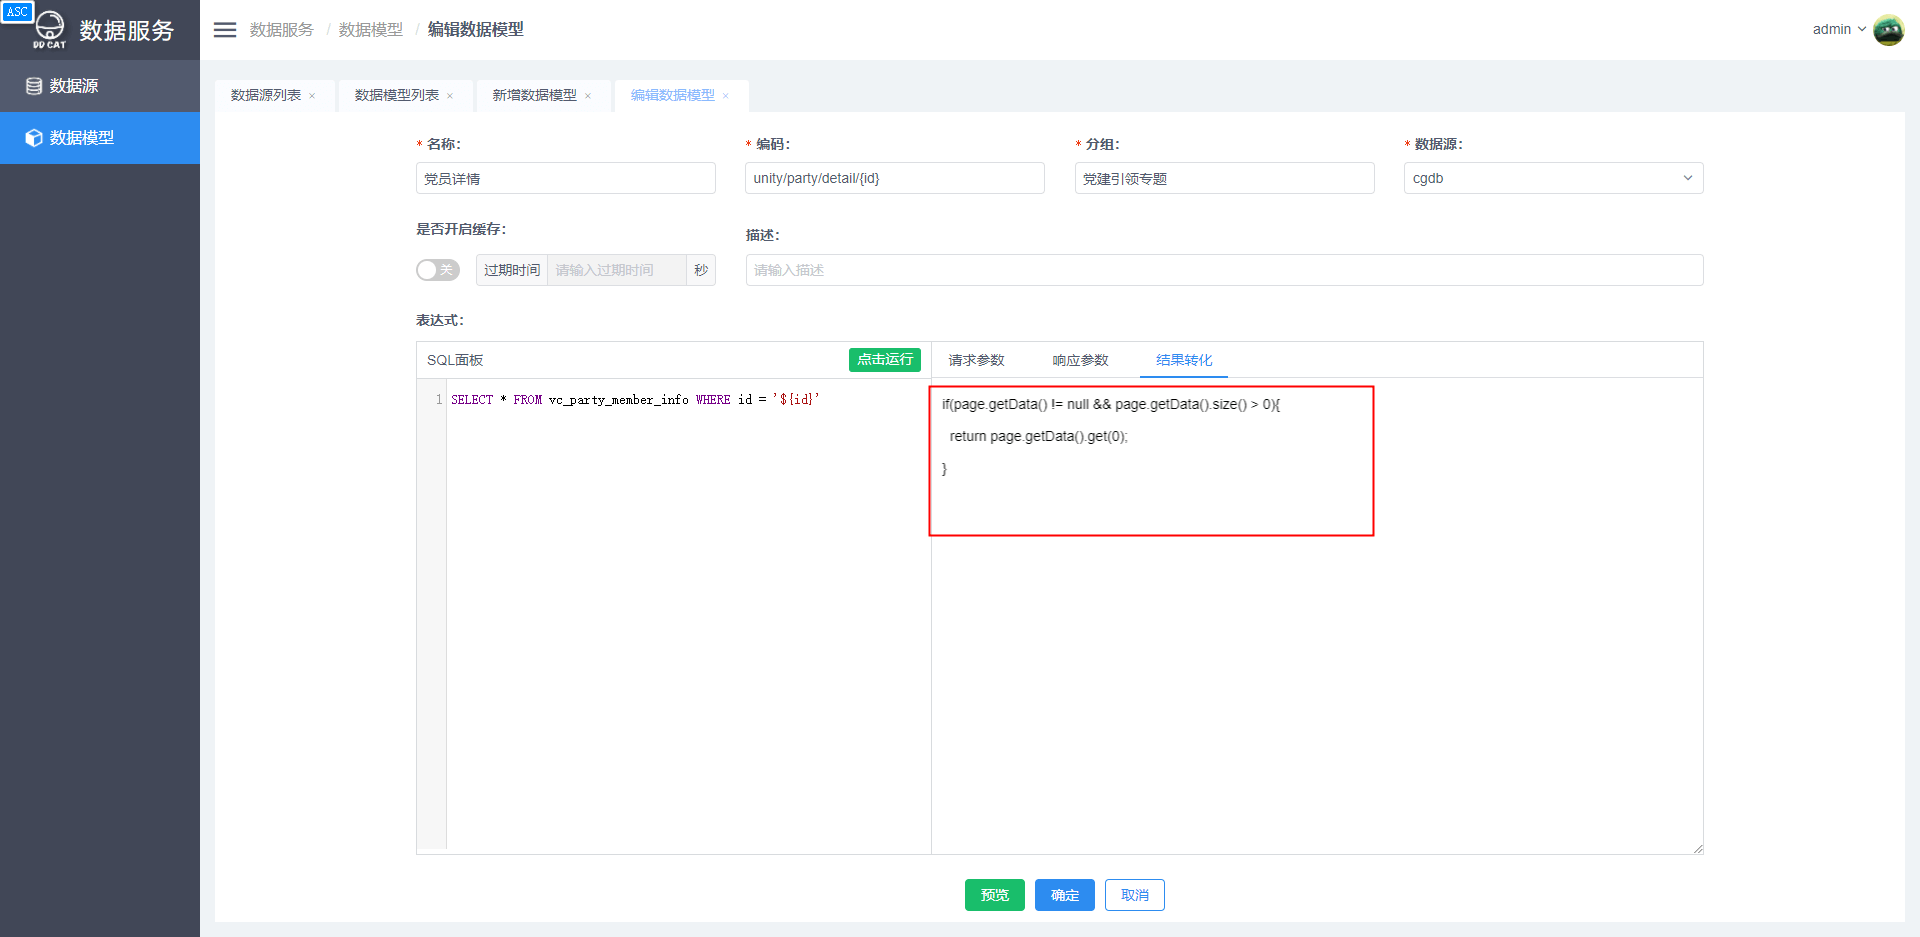 ASC
DD CAT
数据服务
数据服务 / 数据模型 / 编辑数据模型
admin
数据源
数据模型
数据源列表 ×
数据模型列表 ×
新增数据模型 ×
编辑数据模型 ×
* 名称：
* 编码：
* 分组：
* 数据源：
党员详情
unity/party/detail/{id}
党建引领专题
cgdb
是否开启缓存：
描述：
关
过期时间
请输入过期时间
秒
请输入描述
表达式：
SQL面板
点击运行
请求参数
响应参数
结果转化
1 SELECT * FROM vc_party_member_info WHERE id = '${id}'
if(page.getData() != null && page.getData().size() > 0){
return page.getData().get(0);
}
预览
确定
取消